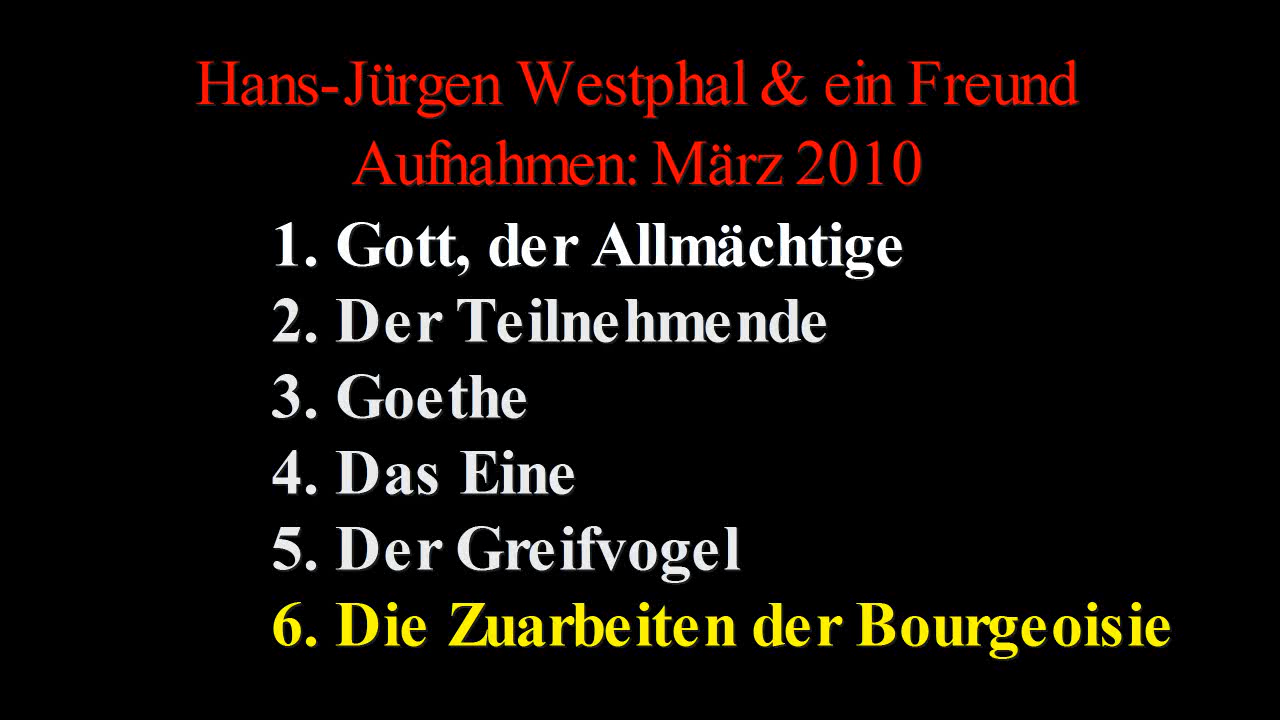 Hans-Jürgen Westphal & ein Freund
Aufnahmen: März 2010
1. Gott, der Allmächtige
2. Der Teilnehmende
3. Goethe
4. Das Eine
5. Der Greifvogel
6. Die Zuarbeiten der Bourgeoisie